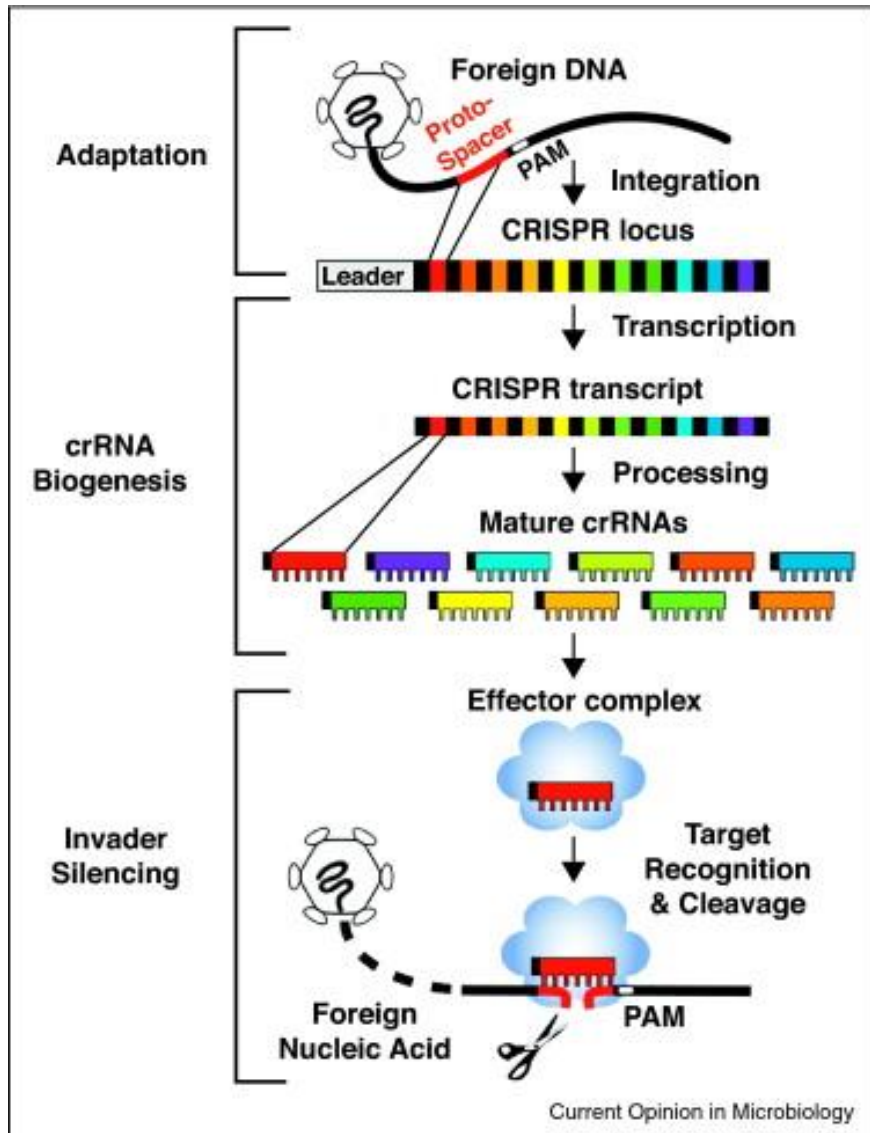 Adaptation
Foreign DNA
Proto-
Spacer
PAM
Integration
CRISPR locus
Leader
Transcription
crRNA
Biogenesis
CRISPR transcript
Processing
Mature crRNAs
Effector complex
Invader
Silencing
Target
Recognition
& Cleavage
Foreign
Nucleic Acid
PAM
Current Opinion in Microbiology